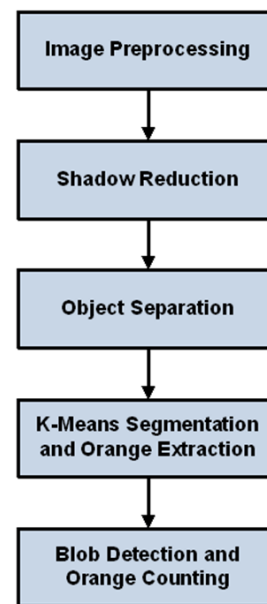 Image Preprocessing
Shadow Reduction
Object Separation
K-Means Segmentation
and Orange Extraction
Blob Detection and
Orange Counting